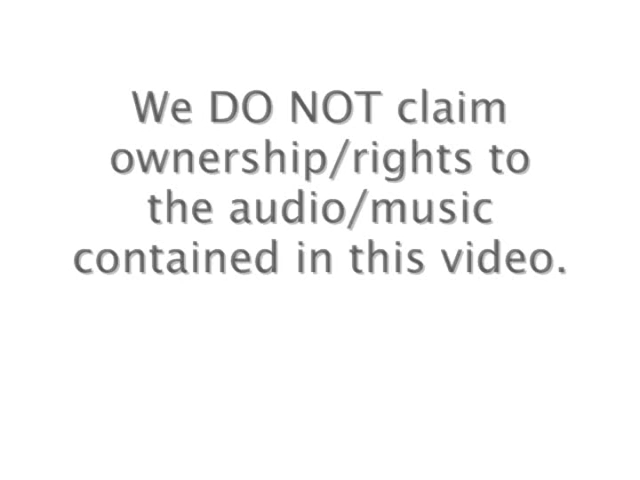 We DO NOT claim
ownership/rights to
the audio/music
contained in this video.